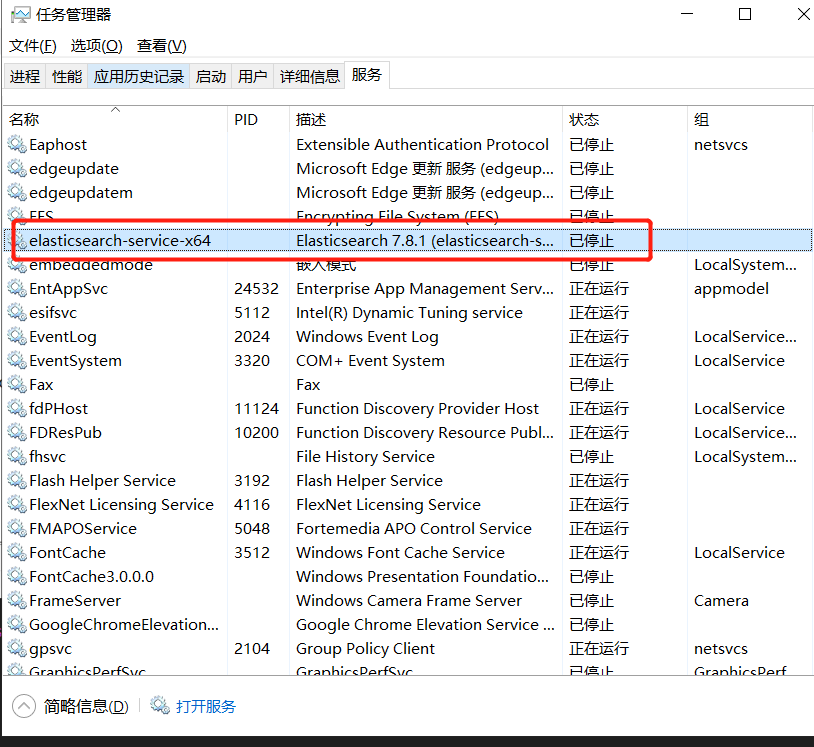 任务管理器
文件(F) 选项(O) 查看(V)
进程 性能 应用历史记录 启动 用户 详细信息 服务
名称 PID 描述 状态 组
Eaphost Extensible Authentication Protocol 已停止 netsvcs
edgeupdate Microsoft Edge 更新 服务 (edgeup... 已停止
edgeupdatem Microsoft Edge 更新 服务 (edgeup... 已停止
EFS Encrypting File System (EFS) 已停止
elasticsearch-service-x64 Elasticsearch 7.8.1 (elasticsearch-s... 已停止
embeddedmode 嵌入模式 已停止 LocalSystem...
EntAppSvc 24532 Enterprise App Management Serv... 正在运行 appmodel
esifsvc 5112 Intel(R) Dynamic Tuning service 正在运行
EventLog 2024 Windows Event Log 正在运行 LocalService...
EventSystem 3320 COM+ Event System 正在运行 LocalService
Fax Fax 已停止
fdPHost 11124 Function Discovery Provider Host 正在运行 LocalService
FDResPub 10200 Function Discovery Resource Publ... 正在运行 LocalService...
fhsvc File History Service 已停止 LocalSystem...
Flash Helper Service 3192 Flash Helper Service 正在运行
FlexNet Licensing Service 4116 FlexNet Licensing Service 正在运行
FMAPOService 5048 Fortemedia APO Control Service 正在运行
FontCache 3512 Windows Font Cache Service 正在运行 LocalService
FontCache3.0.0.0 Windows Presentation Foundatio... 已停止
FrameServer Windows Camera Frame Server 已停止 Camera
GoogleChromeElevation... Google Chrome Elevation Service ... 已停止
gpsvc 2104 Group Policy Client 正在运行 netsvcs
GraphicsPerfSvc GraphicsPerfSvc 已停止 GraphicsPerf
简略信息(D) 打开服务